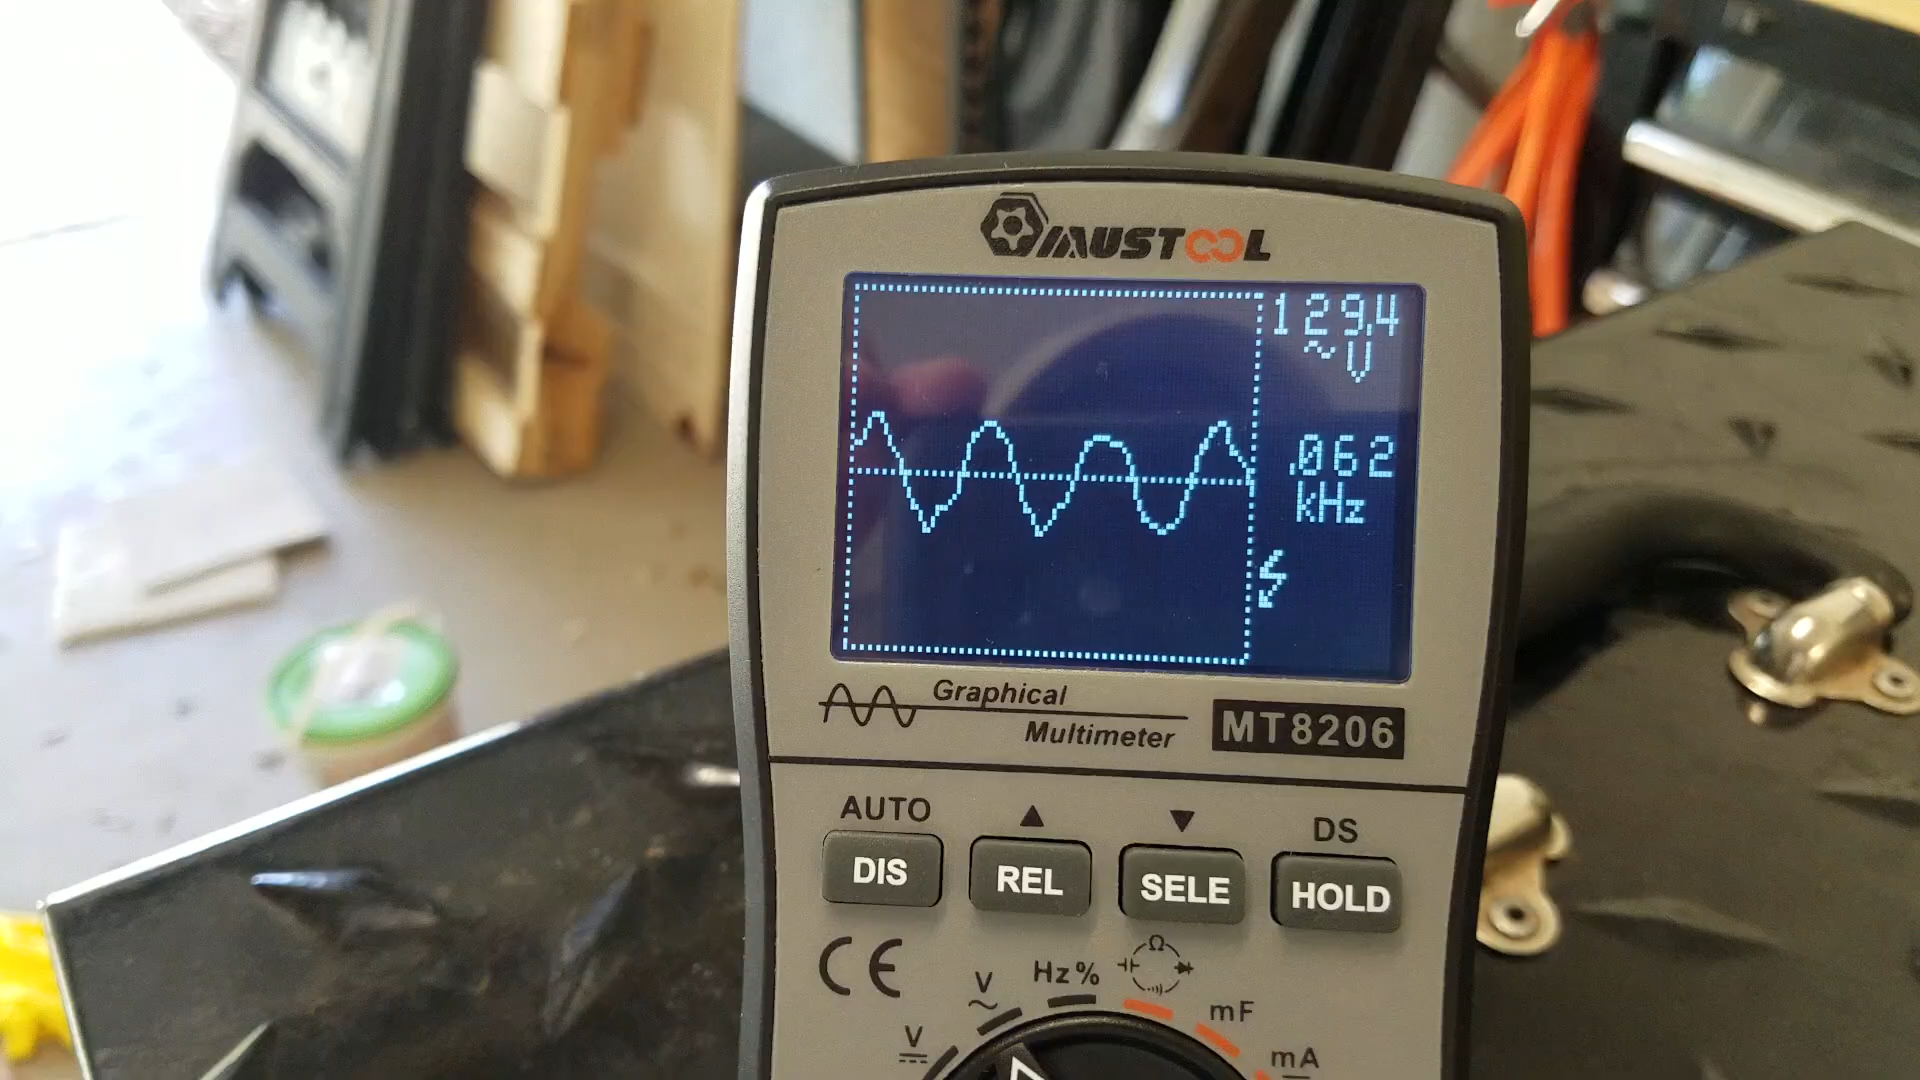 MUSTOOL
129.4
~V
.062
kHz
Graphical
Multimeter
MT8206
AUTO ▲ ▼ DS
DIS REL SELE HOLD
CE
V
Hz%
Ω
mF
V
mA